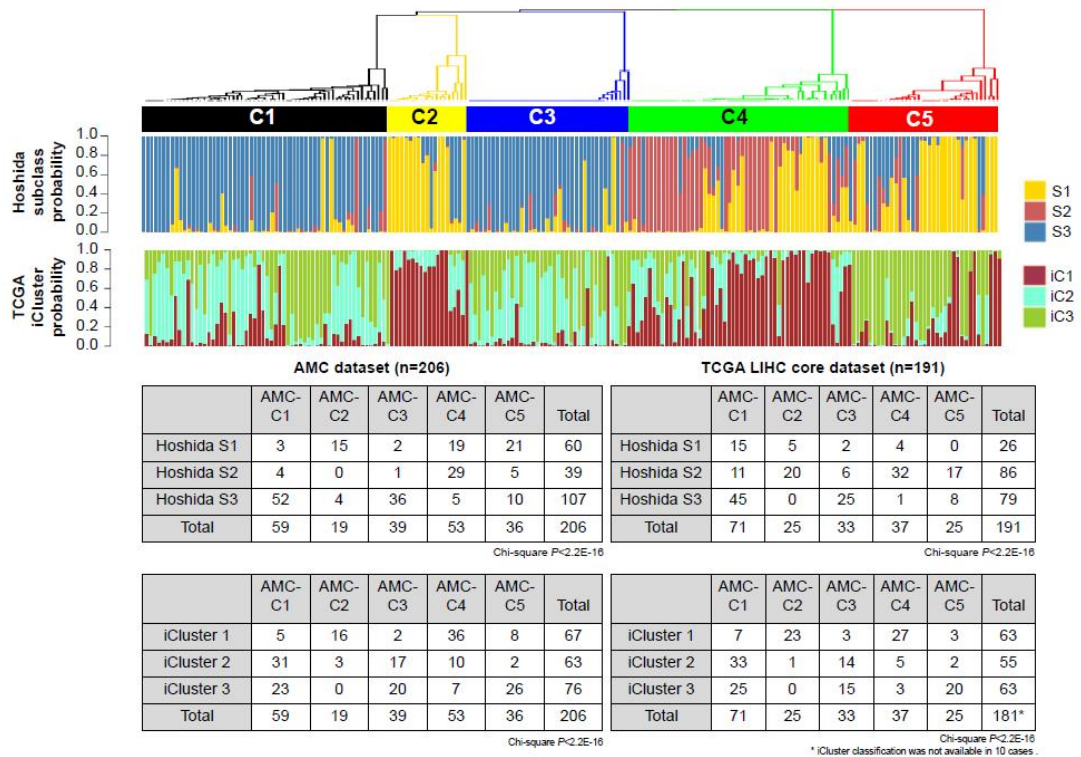 C1 C2 C3 C4 C5
Hoshida
subclass
probability
1.0
0.8
0.6
0.4
0.2
0.0
S1
S2
S3
TCGA
iCluster
probability
1.0
0.8
0.6
0.4
0.2
0.0
iC1
iC2
iC3
AMC dataset (n=206)
AMC-C1 AMC-C2 AMC-C3 AMC-C4 AMC-C5 Total
Hoshida S1 3 15 2 19 21 60
Hoshida S2 4 0 1 29 5 39
Hoshida S3 52 4 36 5 10 107
Total 59 19 39 53 36 206
Chi-square P<2.2E-16
TCGA LIHC core dataset (n=191)
AMC-C1 AMC-C2 AMC-C3 AMC-C4 AMC-C5 Total
Hoshida S1 15 5 2 4 0 26
Hoshida S2 11 20 6 32 17 86
Hoshida S3 45 0 25 1 8 79
Total 71 25 33 37 25 191
Chi-square P<2.2E-16
AMC-C1 AMC-C2 AMC-C3 AMC-C4 AMC-C5 Total
iCluster 1 5 16 2 36 8 67
iCluster 2 31 3 17 10 2 63
iCluster 3 23 0 20 7 26 76
Total 59 19 39 53 36 206
Chi-square P<2.2E-16
AMC-C1 AMC-C2 AMC-C3 AMC-C4 AMC-C5 Total
iCluster 1 7 23 3 27 3 63
iCluster 2 33 1 14 5 2 55
iCluster 3 25 0 15 3 20 63
Total 71 25 33 37 25 181*
Chi-square P<2.2E-16
* iCluster classification was not available in 10 cases .